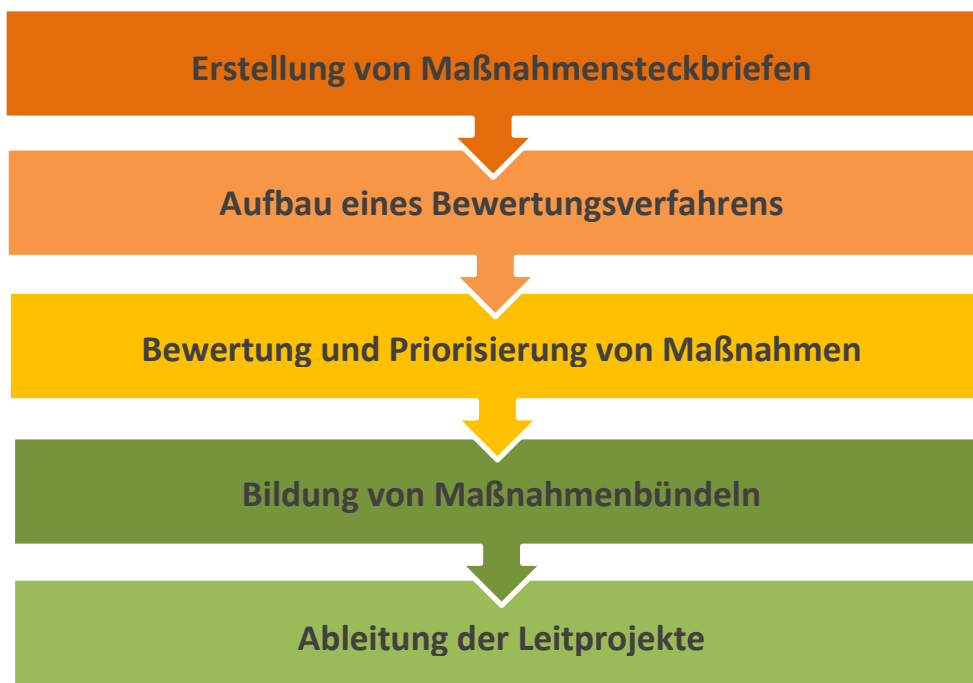 Erstellung von Maßnahmensteckbriefen
Aufbau eines Bewertungsverfahrens
Bewertung und Priorisierung von Maßnahmen
Bildung von Maßnahmenbündeln
Ableitung der Leitprojekte